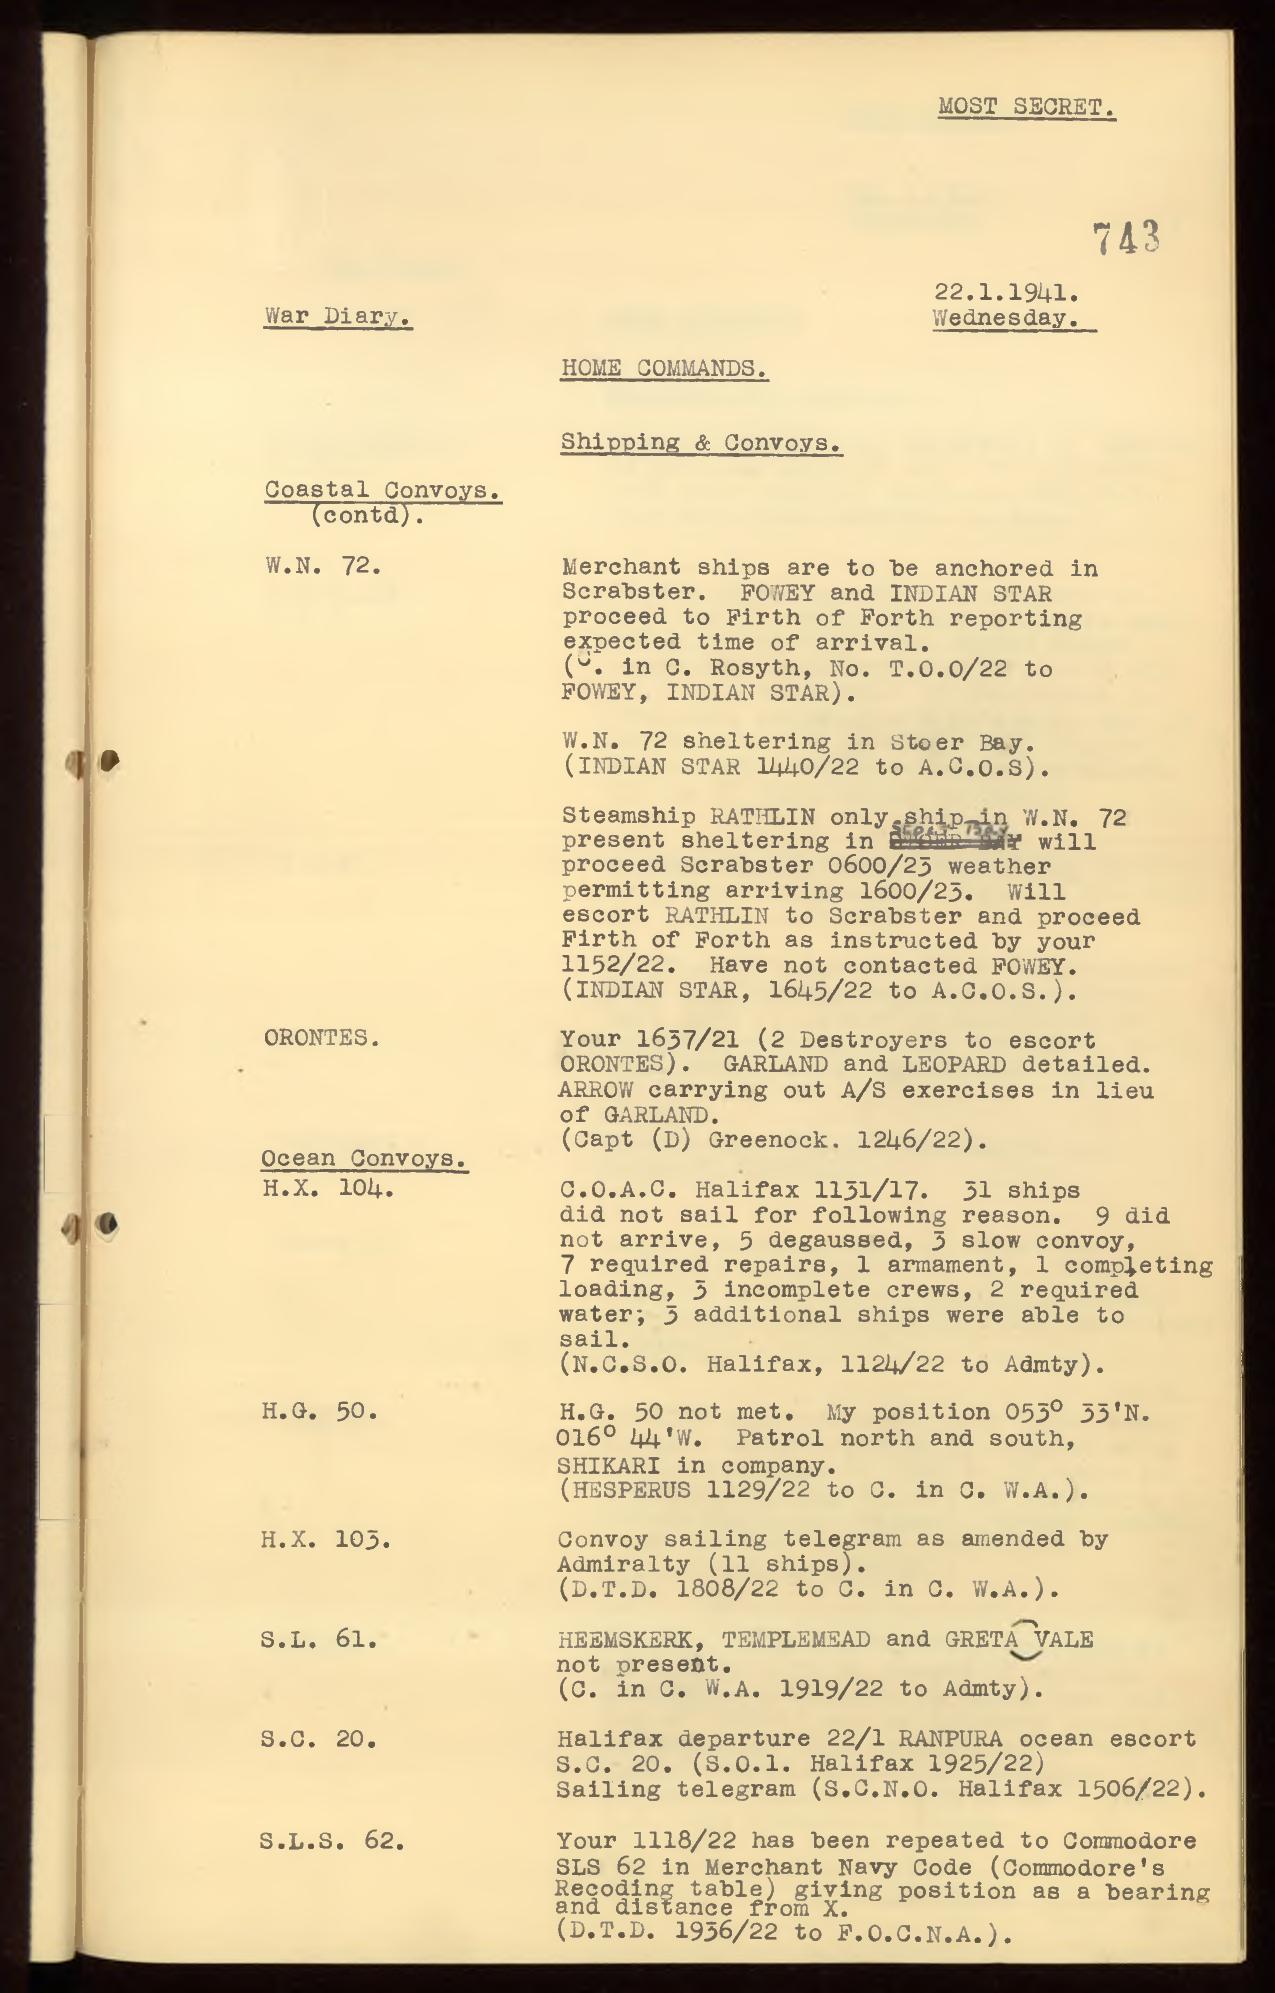 MOST SECRET.
743
22.1.1941.
War Diary.
Wednesday.
HOME COMMANDS.
Shipping & Convoys.
Coastal Convoys.
(contd).
W.N. 72.
Merchant ships are to be anchored in
Scrabster. FOWEY and INDIAN STAR
proceed to Firth of Forth reporting
expected time of arrival.
(C. in C. Rosyth, No. T.O.O/22 to
FOWEY, INDIAN STAR).
W.N. 72 sheltering in Stoer Bay.
(INDIAN STAR 1440/22 to A.C.O.S).
Steamship RATHLIN only ship in W.N. 72
Stoer Bay
present sheltering in will
proceed Scrabster 0600/23 weather
permitting arriving 1600/23. Will
escort RATHLIN to Scrabster and proceed
Firth of Forth as instructed by your
1152/22. Have not contacted FOWEY.
(INDIAN STAR, 1645/22 to A.C.O.S.).
ORONTES.
Your 1637/21 (2 Destroyers to escort
ORONTES). GARLAND and LEOPARD detailed.
ARROW carrying out A/S exercises in lieu
of GARLAND.
(Capt (D) Greenock. 1246/22).
Ocean Convoys.
H.X. 104.
C.O.A.C. Halifax 1131/17. 31 ships
did not sail for following reason. 9 did
not arrive, 5 degaussed, 3 slow convoy,
7 required repairs, 1 armament, 1 completing
loading, 3 incomplete crews, 2 required
water; 3 additional ships were able to
sail.
(N.C.S.O. Halifax, 1124/22 to Admty).
H.G. 50.
H.G. 50 not met. My position 053° 33'N.
016° 44'W. Patrol north and south,
SHIKARI in company.
(HESPERUS 1129/22 to C. in C. W.A.).
H.X. 103.
Convoy sailing telegram as amended by
Admiralty (11 ships).
(D.T.D. 1808/22 to C. in C. W.A.).
S.L. 61.
HEEMSKERK, TEMPLEMEAD and GRETA VALE
not present.
(C. in C. W.A. 1919/22 to Admty).
S.C. 20.
Halifax departure 22/1 RANPURA ocean escort
S.C. 20. (S.O.1. Halifax 1925/22)
Sailing telegram (S.C.N.O. Halifax 1506/22).
S.L.S. 62.
Your 1118/22 has been repeated to Commodore
SLS 62 in Merchant Navy Code (Commodore's
Recoding table) giving position as a bearing
and distance from X.
(D.T.D. 1936/22 to F.O.C.N.A.).